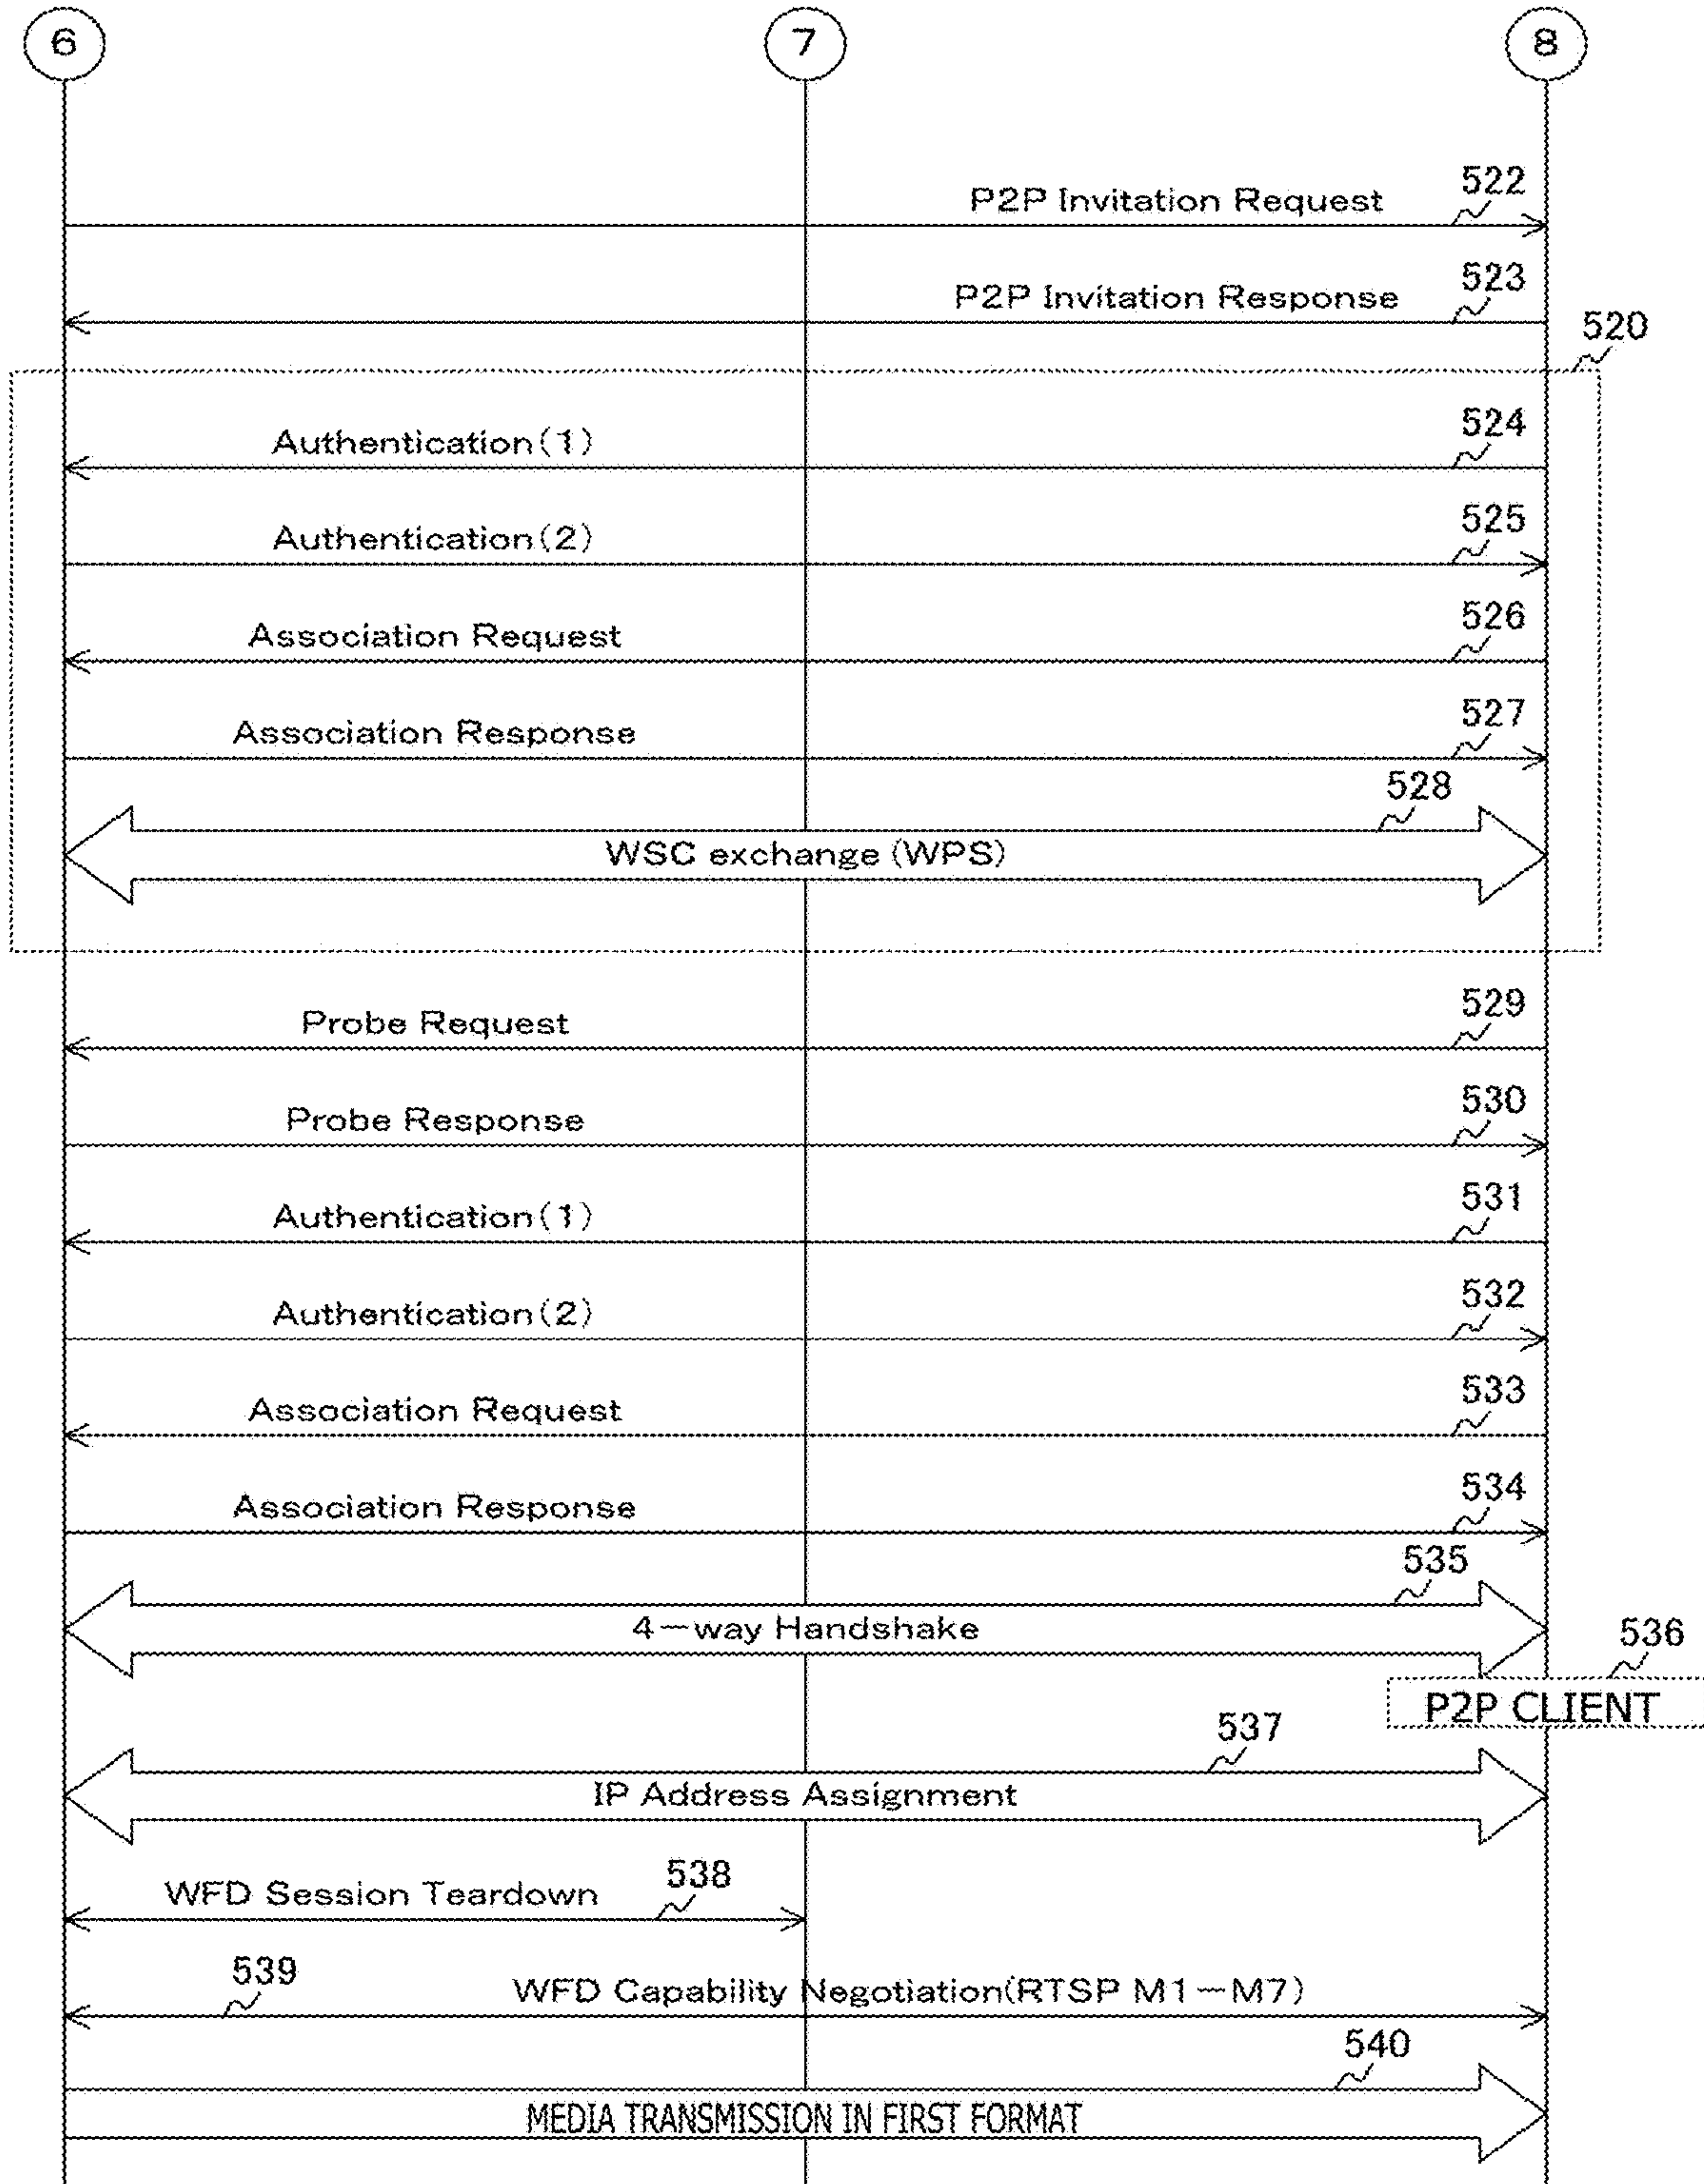 6 7 8
522
P2P Invitation Request
523
P2P Invitation Response
520
524
Authentication(1)
525
Authentication(2)
526
Association Request
527
Association Response
528
WSC exchange (WPS)
529
Probe Request
530
Probe Response
531
Authentication(1)
532
Authentication(2)
533
Association Request
534
Association Response
535
4-way Handshake
536
P2P CLIENT
537
IP Address Assignment
538
WFD Session Teardown
539
WFD Capability Negotiation(RTSP M1-M7)
540
MEDIA TRANSMISSION IN FIRST FORMAT